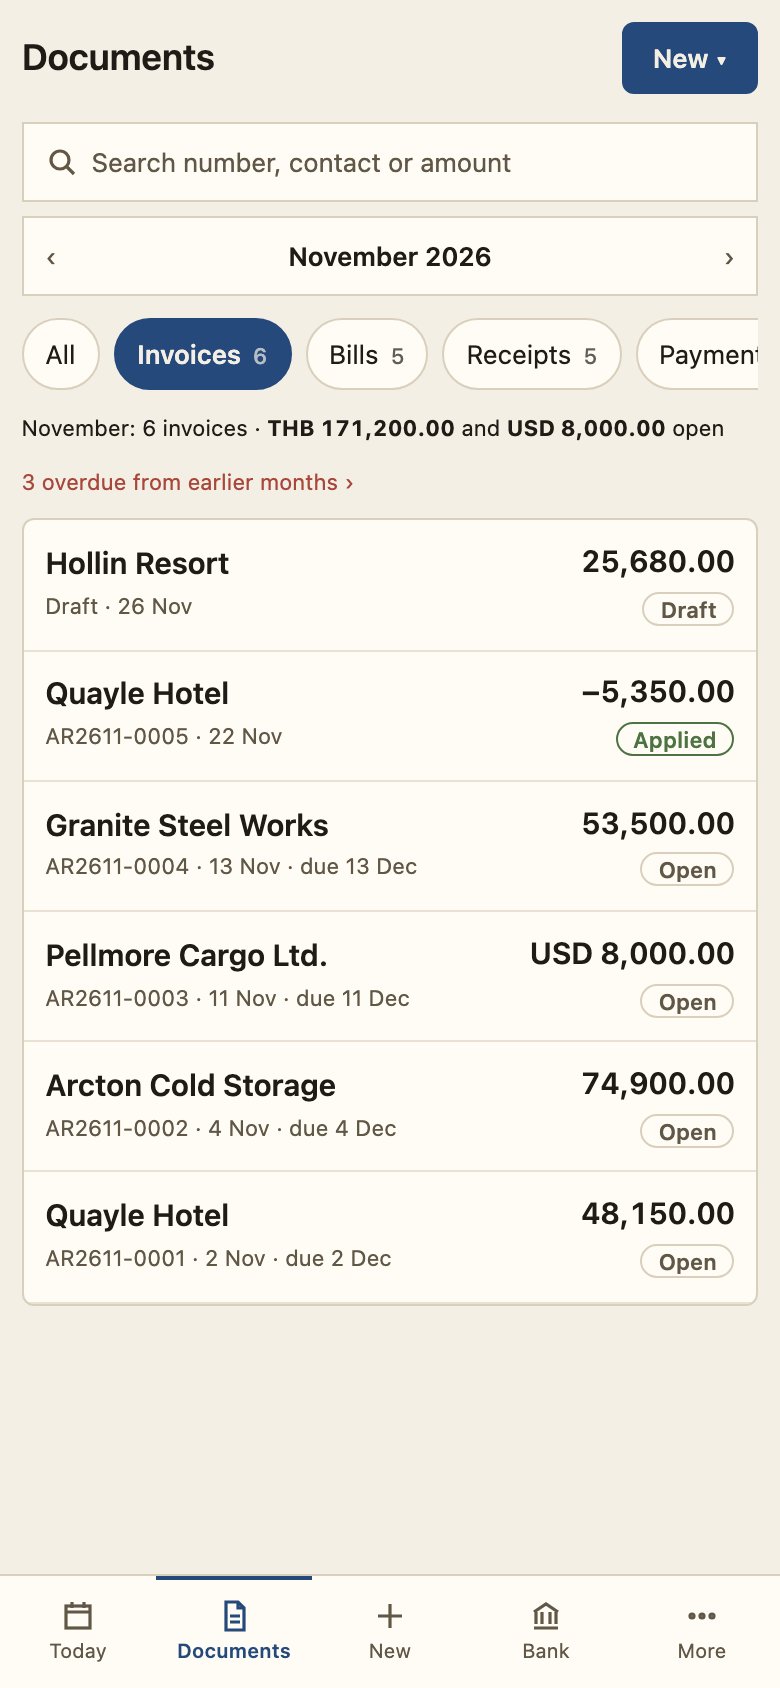 Documents
New ▾
Search number, contact or amount
‹ November 2026 ›
All Invoices 6 Bills 5 Receipts 5 Payment
November: 6 invoices · THB 171,200.00 and USD 8,000.00 open
3 overdue from earlier months ›
Hollin Resort 25,680.00
Draft · 26 Nov Draft
Quayle Hotel –5,350.00
AR2611-0005 · 22 Nov Applied
Granite Steel Works 53,500.00
AR2611-0004 · 13 Nov · due 13 Dec Open
Pellmore Cargo Ltd. USD 8,000.00
AR2611-0003 · 11 Nov · due 11 Dec Open
Arcton Cold Storage 74,900.00
AR2611-0002 · 4 Nov · due 4 Dec Open
Quayle Hotel 48,150.00
AR2611-0001 · 2 Nov · due 2 Dec Open
Today Documents New Bank More